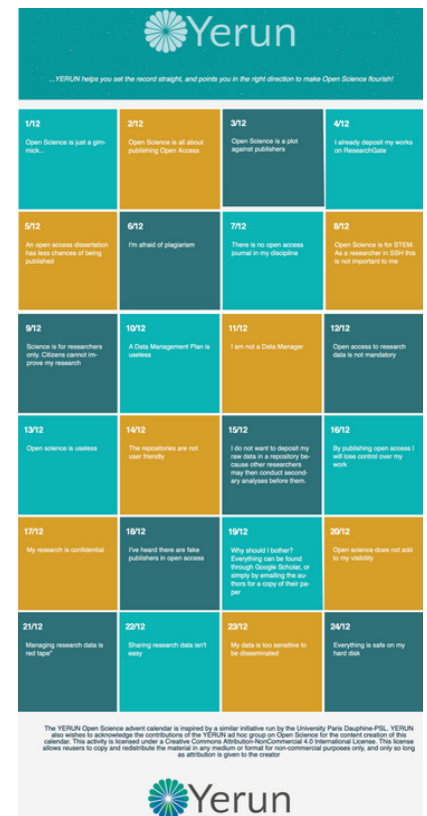 Yerun
...YERUN helps you set the record straight, and points you in the right direction to make Open Science flourish!
1/12
Open Science is just a gim-
mick...
2/12
Open Science is all about
publishing Open Access
3/12
Open Science is a plot
against publishers
4/12
I already deposit my works
on ResearchGate
5/12
An open access dissertation
has less chances of being
published
6/12
I'm afraid of plagiarism
7/12
There is no open access
journal in my discipline
8/12
Open Science is for STEM.
As a researcher in SSH this
is not important to me
9/12
Science is for researchers
only. Citizens cannot im-
prove my research
10/12
A Data Management Plan is
useless
11/12
I am not a Data Manager
12/12
Open access to research
data is not mandatory
13/12
Open science is useless
14/12
The repositories are not
user friendly
15/12
I do not want to deposit my
raw data in a repository be-
cause other researchers
may then conduct second-
ary analyses before them.
16/12
By publishing open access I
will lose control over my
work
17/12
My research is confidential
18/12
I've heard there are fake
publishers in open access
19/12
Why should I bother?
Everything can be found
through Google Scholar, or
simply by emailing the au-
thors for a copy of their pa-
per
20/12
Open science does not add
to my visibility
21/12
Managing research data is
red tape"
22/12
Sharing research data isn't
easy
23/12
My data is too sensitive to
be disseminated
24/12
Everything is safe on my
hard disk
The YERUN Open Science advent calendar is inspired by a similar initiative run by the University Paris Dauphine-PSL. YERUN
also wishes to acknowledge the contributions of the YERUN ad hoc group on Open Science for the content creation of this
calendar. This activity is licensed under a Creative Commons Attribution-NonCommercial 4.0 International License. This license
allows reusers to copy and redistribute the material in any medium or format for non-commercial purposes only, and only so long
as attribution is given to the creator
Yerun